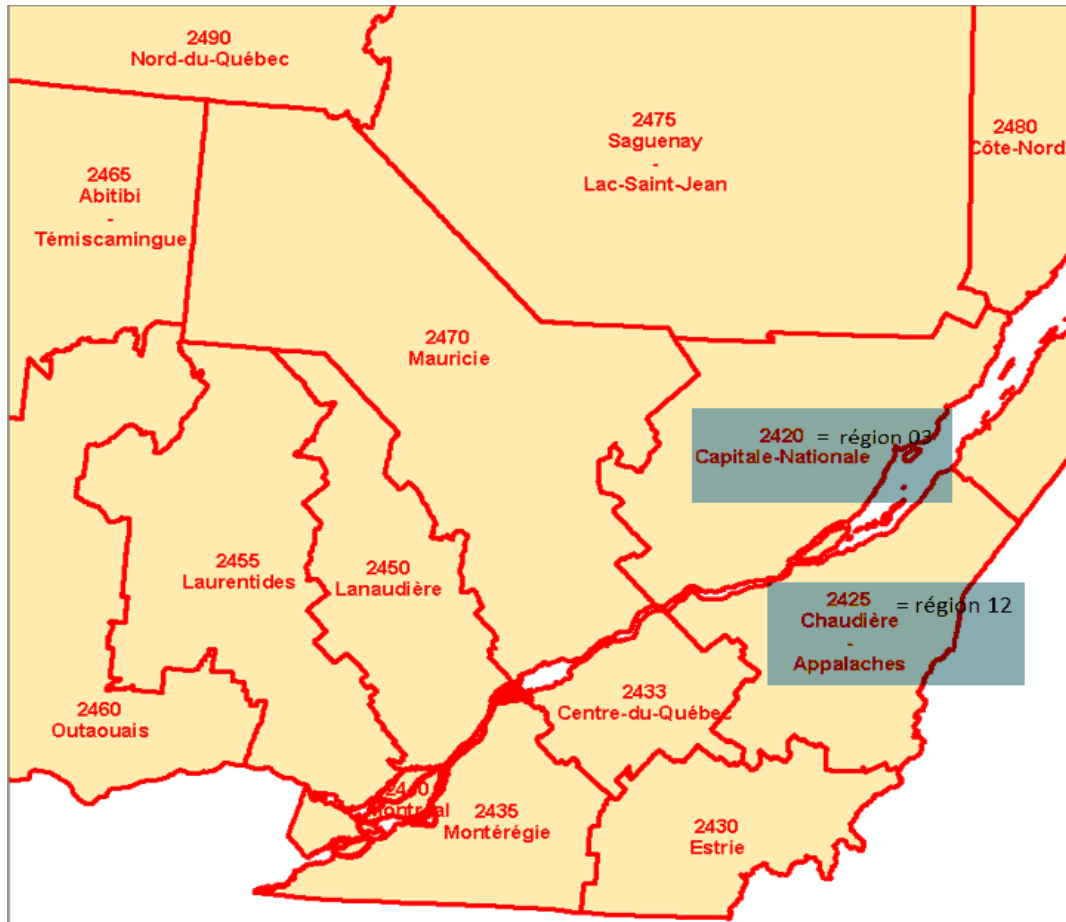 2490
Nord-du-Québec
2475
Saguenay
-
Lac-Saint-Jean
2480
Côte-Nord
2465
Abitibi
-
Témiscamingue
2470
Mauricie
2420 = région 03
Capitale-Nationale
2455
Laurentides
2450
Lanaudière
2425 = région 12
Chaudière
-
Appalaches
2433
Centre-du-Québec
2460
Outaouais
Montréal
2435
Montérégie
2430
Estrie